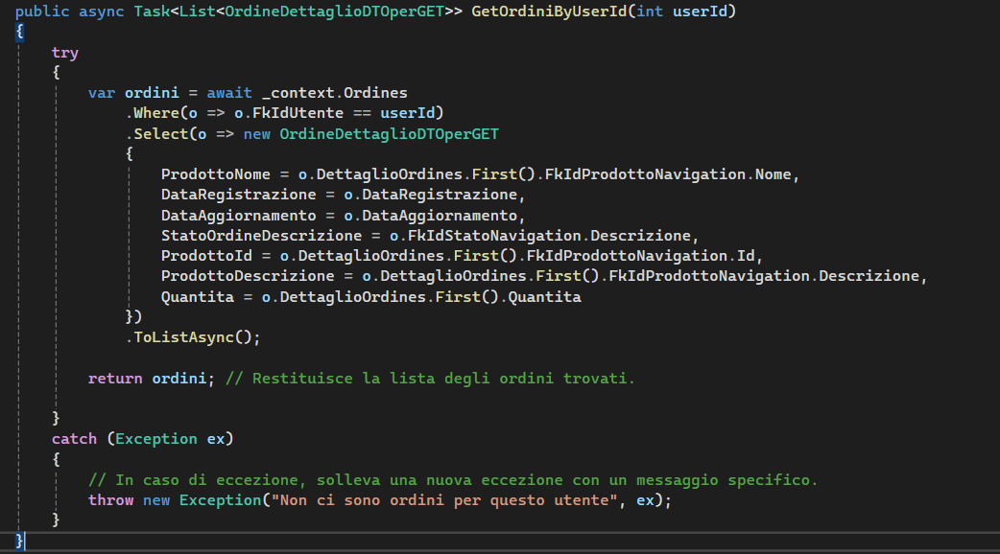 public async Task<List<OrdineDettaglioDTOperGET>> GetOrdiniByUserId(int userId)
{
    try
    {
        var ordini = await _context.Ordines
            .Where(o => o.FkIdUtente == userId)
            .Select(o => new OrdineDettaglioDTOperGET
            {
                ProdottoNome = o.DettaglioOrdines.First().FkIdProdottoNavigation.Nome,
                DataRegistrazione = o.DataRegistrazione,
                DataAggiornamento = o.DataAggiornamento,
                StatoOrdineDescrizione = o.FkIdStatoNavigation.Descrizione,
                ProdottoId = o.DettaglioOrdines.First().FkIdProdottoNavigation.Id,
                ProdottoDescrizione = o.DettaglioOrdines.First().FkIdProdottoNavigation.Descrizione,
                Quantita = o.DettaglioOrdines.First().Quantita
            })
            .ToListAsync();

        return ordini; // Restituisce la lista degli ordini trovati.

    }
    catch (Exception ex)
    {
        // In caso di eccezione, solleva una nuova eccezione con un messaggio specifico.
        throw new Exception("Non ci sono ordini per questo utente", ex);
    }
}